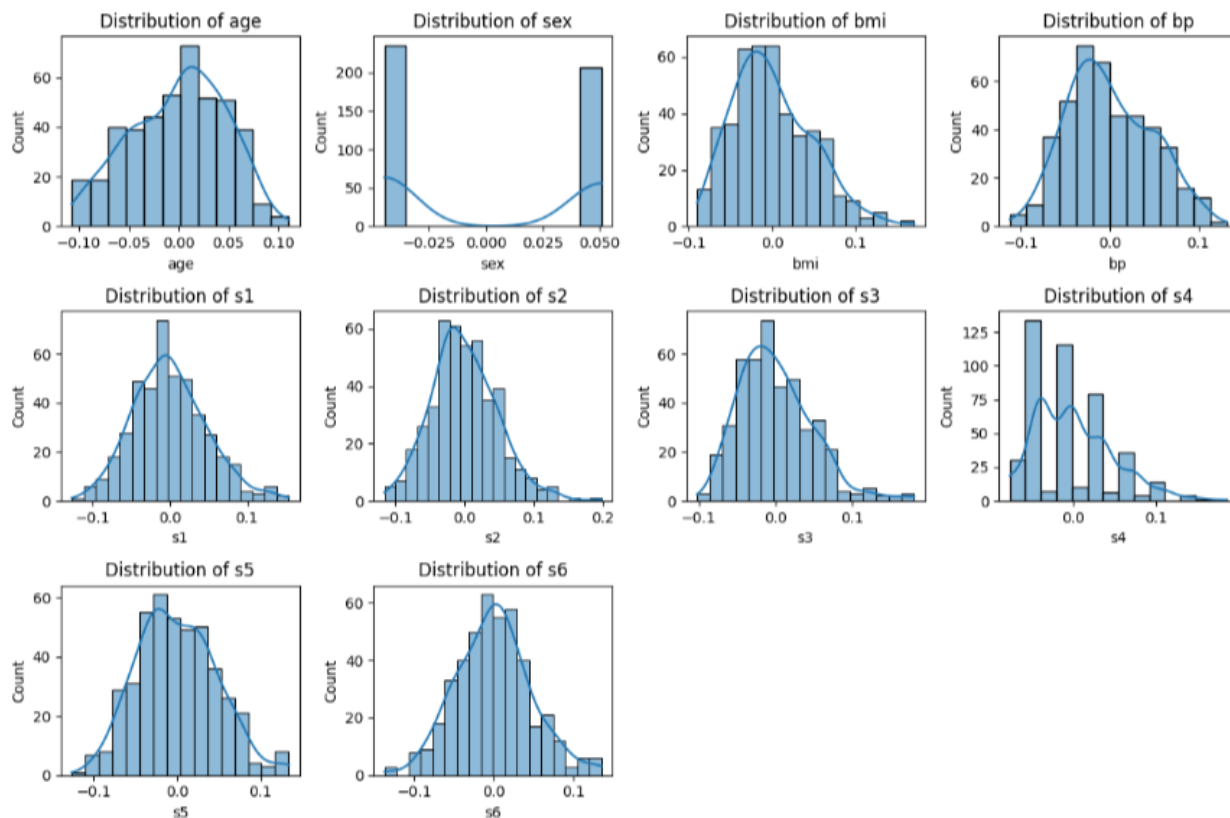 Distribution of age
Distribution of sex
Distribution of bmi
Distribution of bp
Count
60
40
20
0
−0.10
−0.05
0.00
0.05
0.10
age
Count
200
150
100
50
0
−0.025
0.000
0.025
0.050
sex
Count
60
40
20
0
−0.1
0.0
0.1
bmi
Count
60
40
20
0
−0.1
0.0
0.1
bp
Distribution of s1
Distribution of s2
Distribution of s3
Distribution of s4
Count
60
40
20
0
−0.1
0.0
0.1
s1
Count
60
40
20
0
−0.1
0.0
0.1
0.2
s2
Count
60
40
20
0
−0.1
0.0
0.1
s3
Count
125
100
75
50
25
0
0.0
0.1
s4
Distribution of s5
Distribution of s6
Count
60
40
20
0
−0.1
0.0
0.1
s5
Count
60
40
20
0
−0.1
0.0
0.1
s6